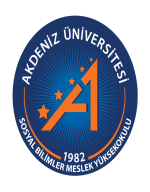 AKDENİZ ÜNİVERSİTESİ
1982
SOSYAL BİLİMLER MESLEK YÜKSEKOKULU